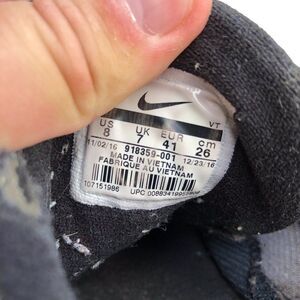 VT
US UK EUR cm
8 7 41 26
11/02/16 918359-001 12/23/16
MADE IN VIETNAM
FABRIQUE AU VIETNAM
107151986